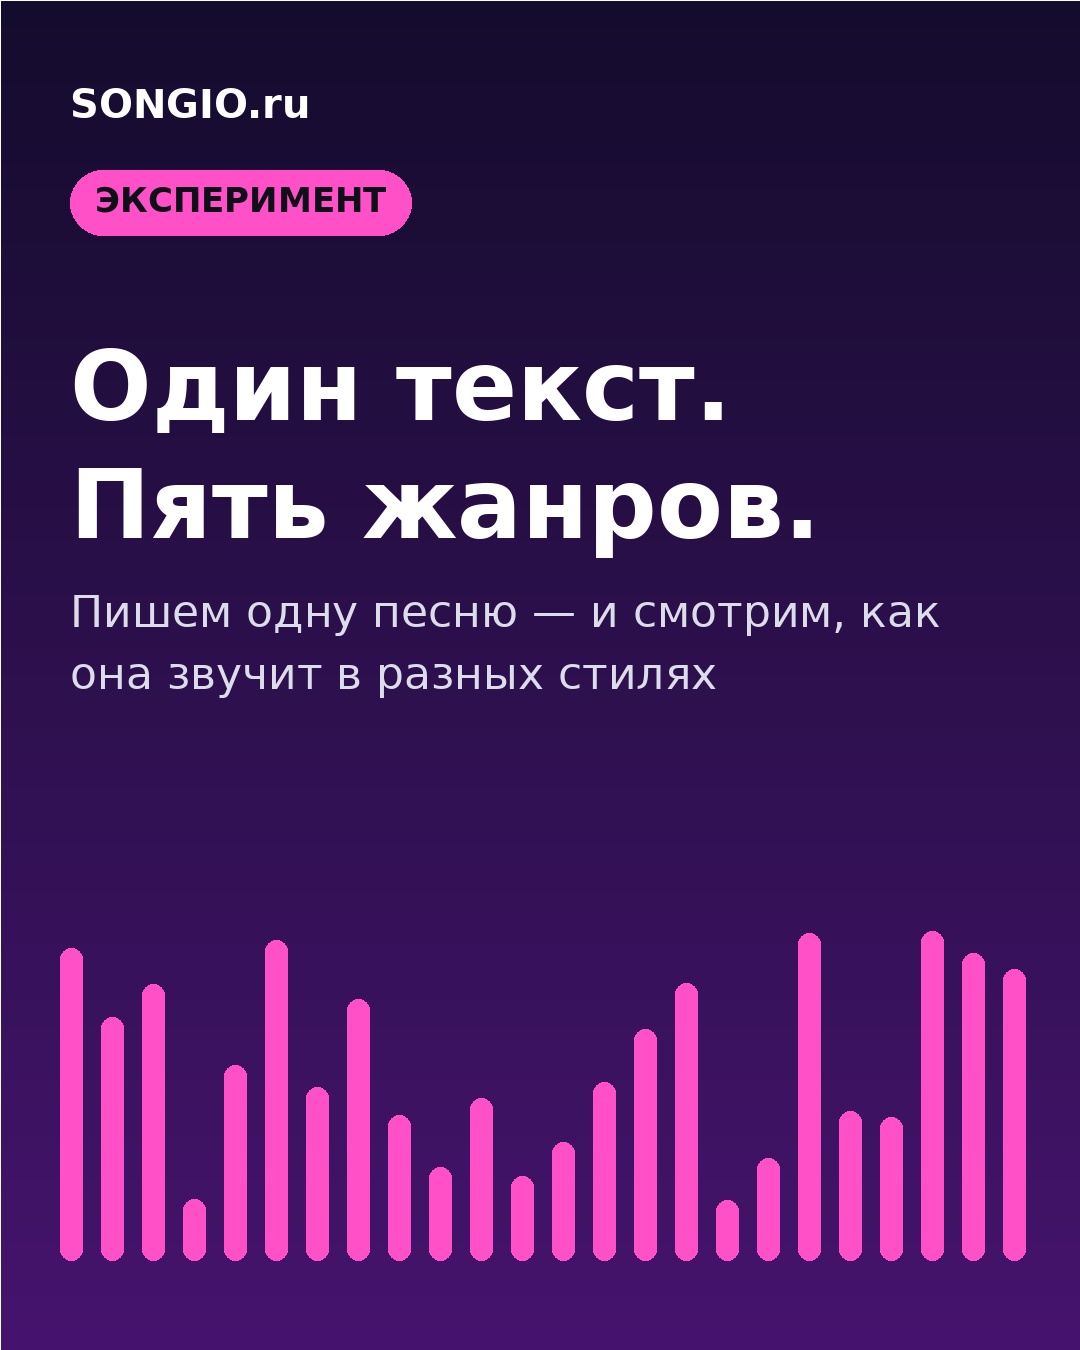 SONGIO.ru
ЭКСПЕРИМЕНТ
Один текст.
Пять жанров.
Пишем одну песню — и смотрим, как
она звучит в разных стилях